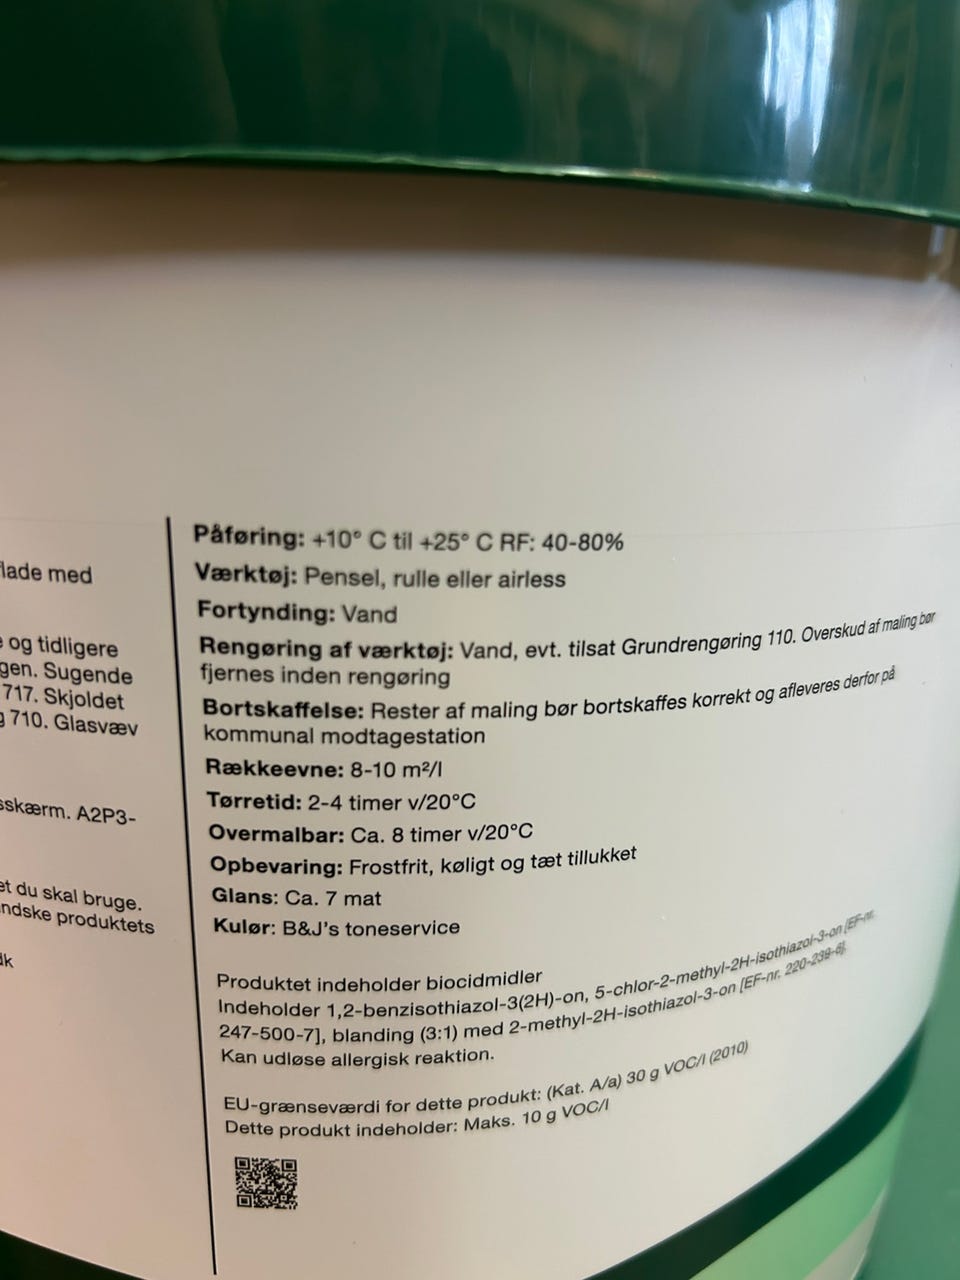 lade med
og tidligere
gen. Sugende
717. Skjoldet
710. Glasvæv
sskærm. A2P3-
et du skal bruge.
ndske produktets
dk
Påføring: +10° C til +25° C RF: 40-80%
Værktøj: Pensel, rulle eller airless
Fortynding: Vand
Rengøring af værktøj: Vand, evt. tilsat Grundrengøring 110. Overskud af maling bør
fjernes inden rengøring
Bortskaffelse: Rester af maling bør bortskaffes korrekt og afleveres derfor på
kommunal modtagestation
Rækkeevne: 8-10 m²/l
Tørretid: 2-4 timer v/20°C
Overmalbar: Ca. 8 timer v/20°C
Opbevaring: Frostfrit, køligt og tæt tillukket
Glans: Ca. 7 mat
Kulør: B&J's toneservice
Produktet indeholder biocidmidler
Indeholder 1,2-benzisothiazol-3(2H)-on, 5-chlor-2-methyl-2H-isothiazol-3-on [EF-nr.
247-500-7], blanding (3:1) med 2-methyl-2H-isothiazol-3-on [EF-nr. 220-239-6].
Kan udløse allergisk reaktion.
EU-grænseværdi for dette produkt: (Kat. A/a) 30 g VOC/l (2010)
Dette produkt indeholder: Maks. 10 g VOC/l